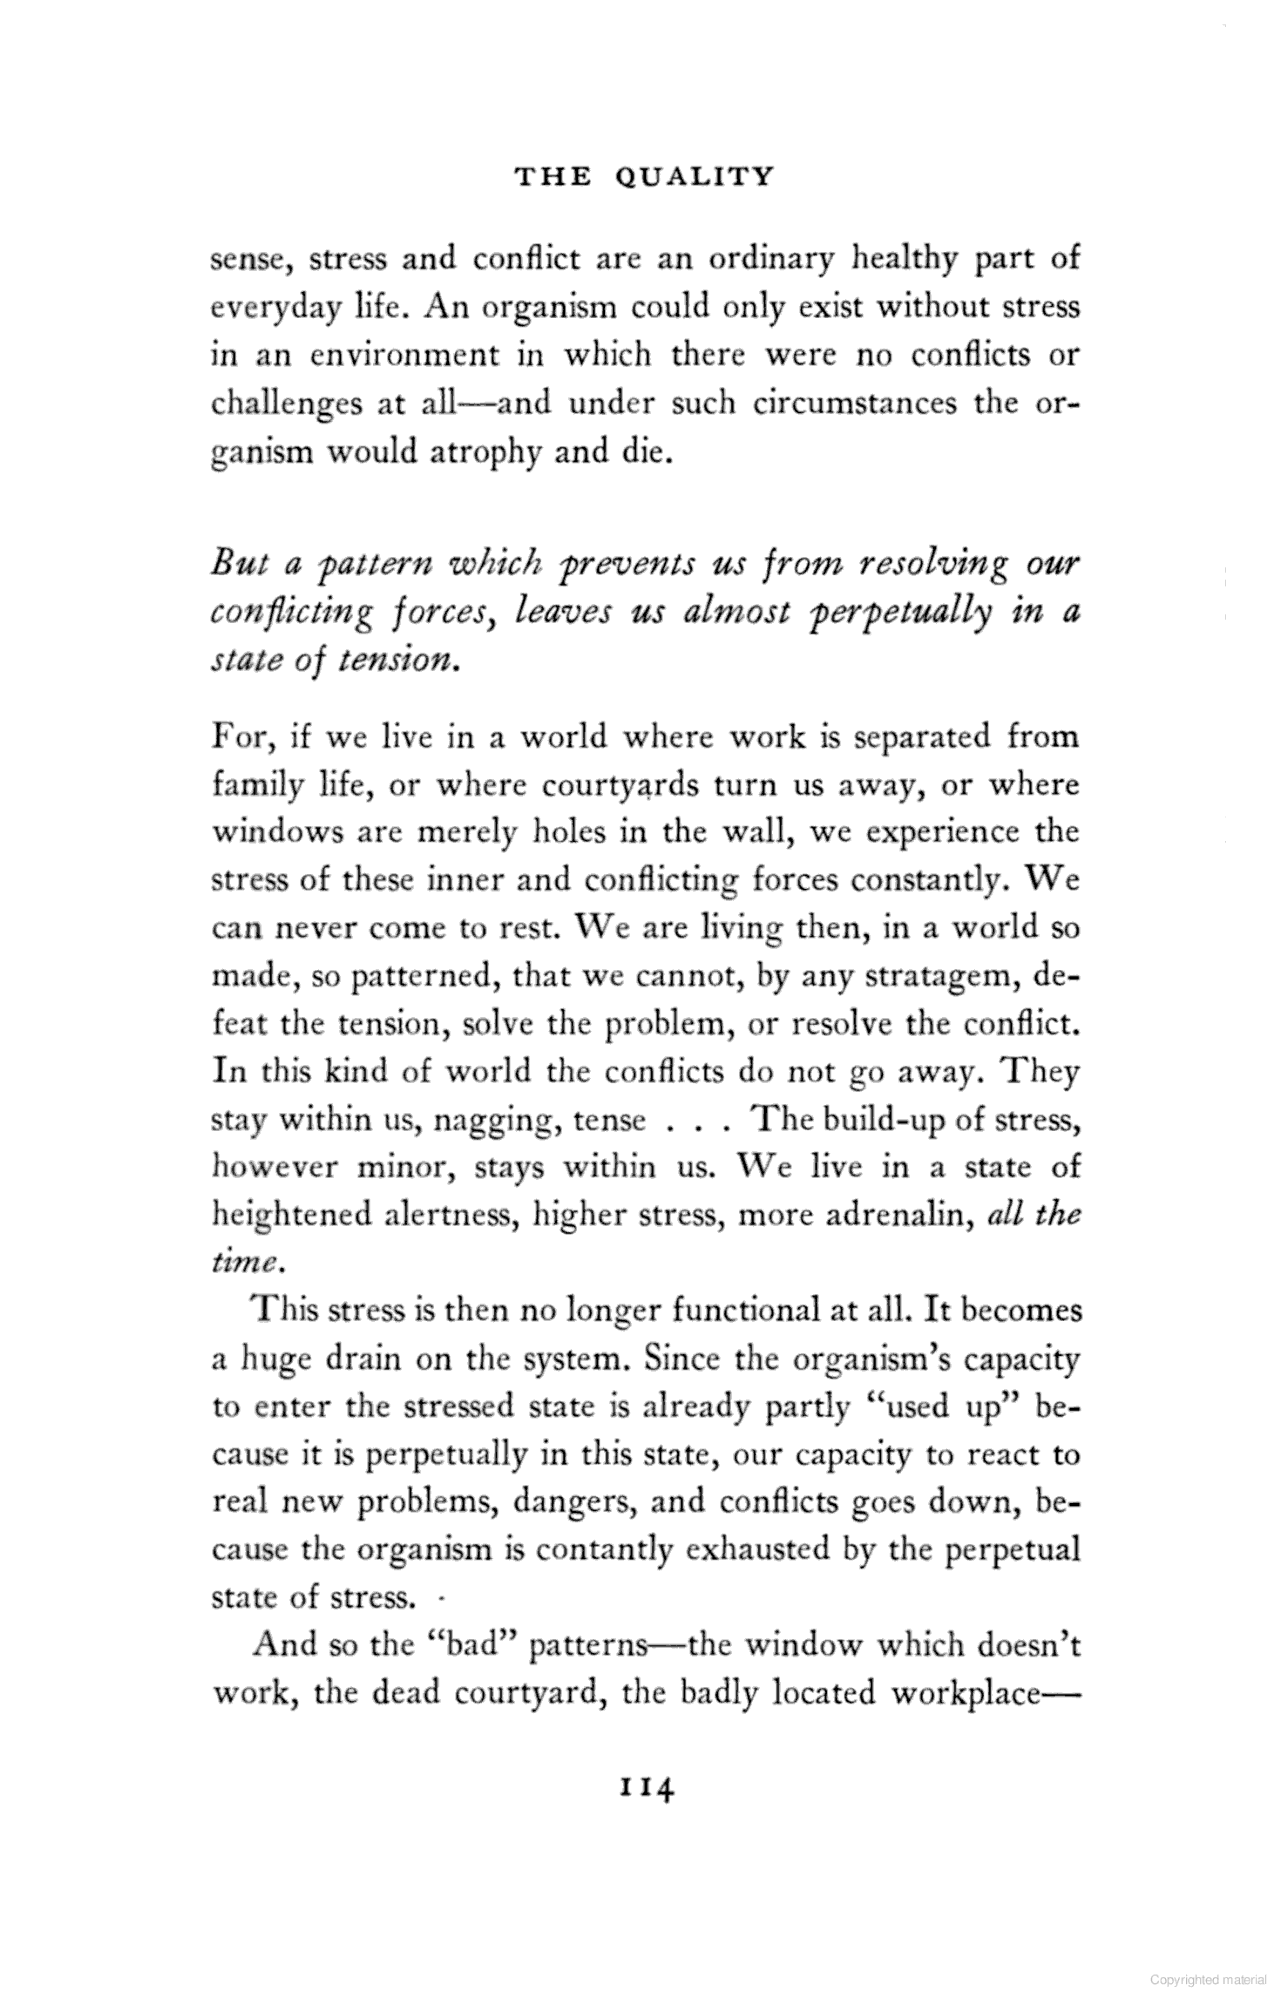 THE QUALITY
sense, stress and conflict are an ordinary healthy part of
everyday life. An organism could only exist without stress
in an environment in which there were no conflicts or
challenges at all—and under such circumstances the or-
ganism would atrophy and die.
But a pattern which prevents us from resolving our
conflicting forces, leaves us almost perpetually in a
state of tension.
For, if we live in a world where work is separated from
family life, or where courtyards turn us away, or where
windows are merely holes in the wall, we experience the
stress of these inner and conflicting forces constantly. We
can never come to rest. We are living then, in a world so
made, so patterned, that we cannot, by any stratagem, de-
feat the tension, solve the problem, or resolve the conflict.
In this kind of world the conflicts do not go away. They
stay within us, nagging, tense . . . The build-up of stress,
however minor, stays within us. We live in a state of
heightened alertness, higher stress, more adrenalin, all the
time.
This stress is then no longer functional at all. It becomes
a huge drain on the system. Since the organism's capacity
to enter the stressed state is already partly “used up” be-
cause it is perpetually in this state, our capacity to react to
real new problems, dangers, and conflicts goes down, be-
cause the organism is contantly exhausted by the perpetual
state of stress.
And so the “bad” patterns—the window which doesn't
work, the dead courtyard, the badly located workplace—
114
Copyrighted material